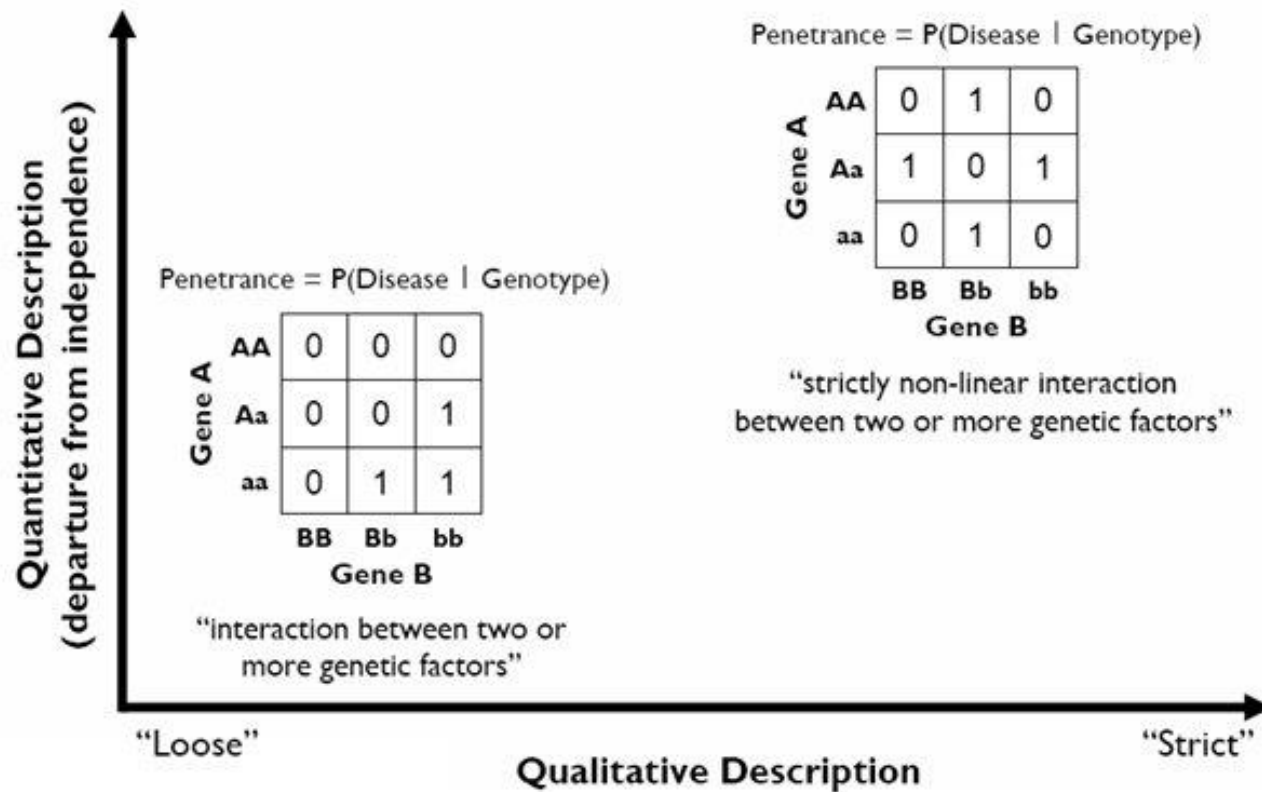 Quantitative Description
(departure from independence)
Penetrance = P(Disease | Genotype)
Gene A
AA 0 1 0
Aa 1 0 1
aa 0 1 0
BB Bb bb
Gene B
“strictly non-linear interaction
between two or more genetic factors”
Penetrance = P(Disease | Genotype)
Gene A
AA 0 0 0
Aa 0 0 1
aa 0 1 1
BB Bb bb
Gene B
“interaction between two or
more genetic factors”
“Loose”
“Strict”
Qualitative Description